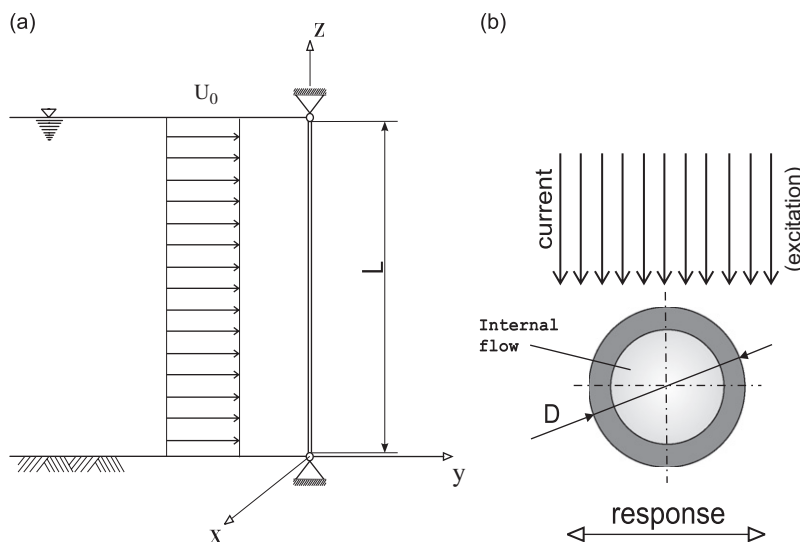 (a)
(b)
z
U0
L
y
x
current
(excitation)
Internal
flow
D
response